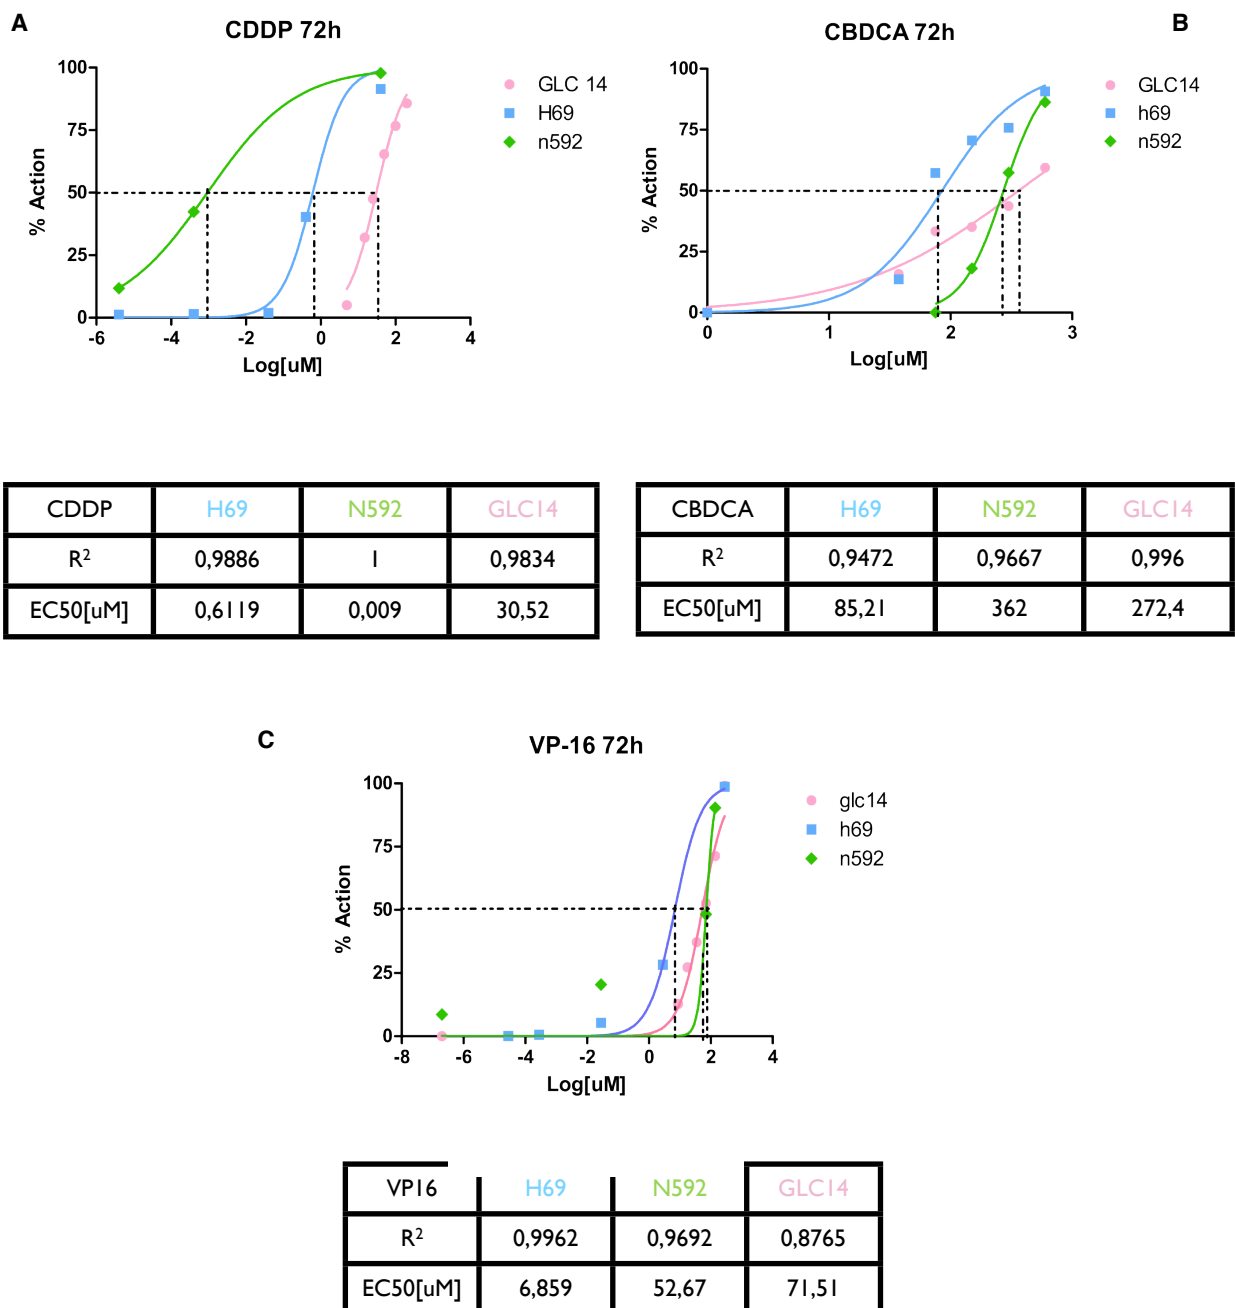 A
CDDP 72h
100
75
50
25
0
% Action
-6 -4 -2 0 2 4
Log[uM]
GLC 14
H69
n592
CBDCA 72h
B
100
75
50
25
0
% Action
0 1 2 3
Log[uM]
GLC14
h69
n592
CDDP H69 N592 GLC14
R² 0,9886 1 0,9834
EC50[uM] 0,6119 0,009 30,52
CBDCA H69 N592 GLC14
R² 0,9472 0,9667 0,996
EC50[uM] 85,21 362 272,4
C
VP-16 72h
100
75
50
25
0
% Action
-8 -6 -4 -2 0 2 4
Log[uM]
glc14
h69
n592
VP16 H69 N592 GLC14
R² 0,9962 0,9692 0,8765
EC50[uM] 6,859 52,67 71,51